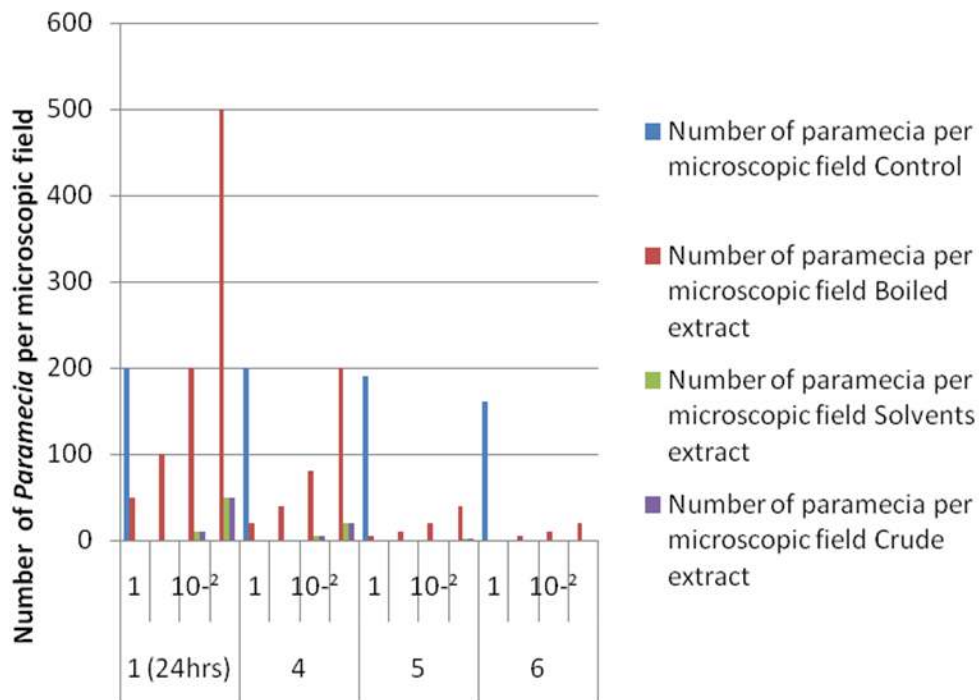 600
500
400
300
200
100
0
Number of Paramecia per microscopic field
1 10-² 1 10-² 1 10-² 1 10-²
1 (24hrs) 4 5 6
Number of paramecia per
microscopic field Control
Number of paramecia per
microscopic field Boiled
extract
Number of paramecia per
microscopic field Solvents
extract
Number of paramecia per
microscopic field Crude
extract